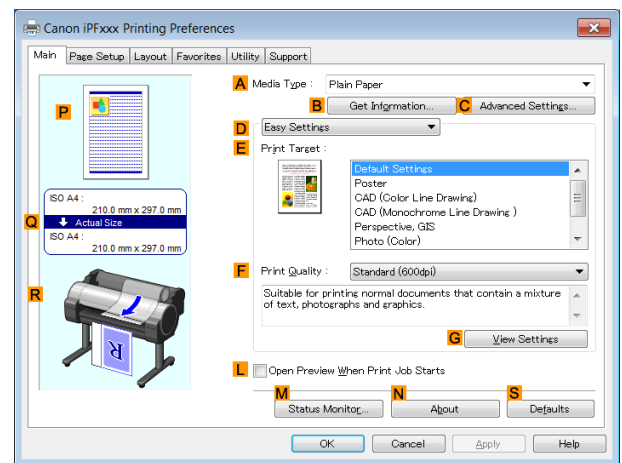 Canon iPFxxx Printing Preferences
Main Page Setup Layout Favorites Utility Support
A Media Type : Plain Paper
B Get Information... C Advanced Settings...
D Easy Settings
E Print Target :
Default Settings
Poster
CAD (Color Line Drawing)
CAD (Monochrome Line Drawing )
Perspective, GIS
Photo (Color)
F Print Quality : Standard (600dpi)
Suitable for printing normal documents that contain a mixture
of text, photographs and graphics.
G View Settings
L Open Preview When Print Job Starts
M Status Monitor... N About S Defaults
P
ISO A4 :
210.0 mm x 297.0 mm
Q Actual Size
ISO A4 :
210.0 mm x 297.0 mm
R
R
OK Cancel Apply Help